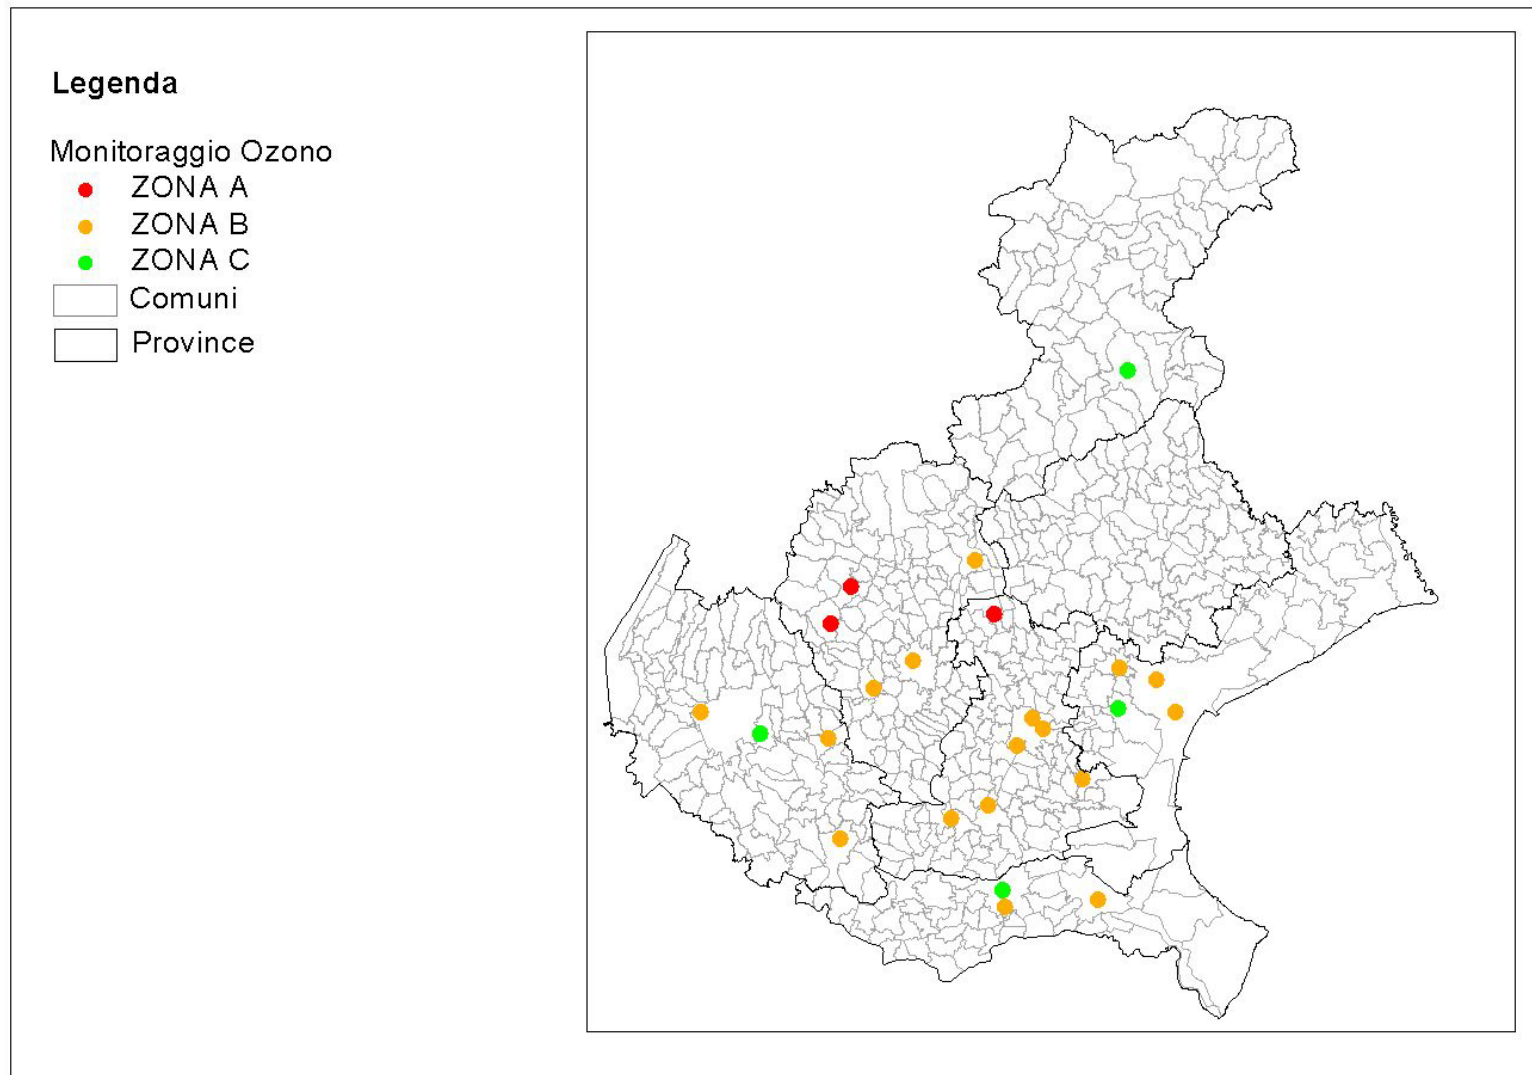 Legenda
Monitoraggio Ozono
ZONA A
ZONA B
ZONA C
Comuni
Province